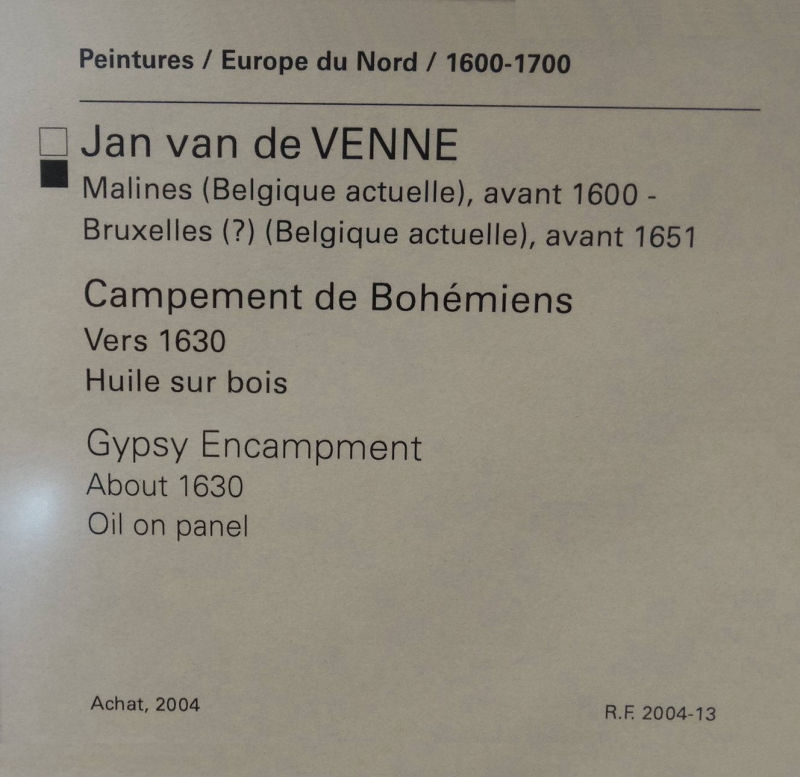 Peintures / Europe du Nord / 1600-1700
Jan van de VENNE
Malines (Belgique actuelle), avant 1600 -
Bruxelles (?) (Belgique actuelle), avant 1651
Campement de Bohémiens
Vers 1630
Huile sur bois
Gypsy Encampment
About 1630
Oil on panel
Achat, 2004
R.F. 2004-13